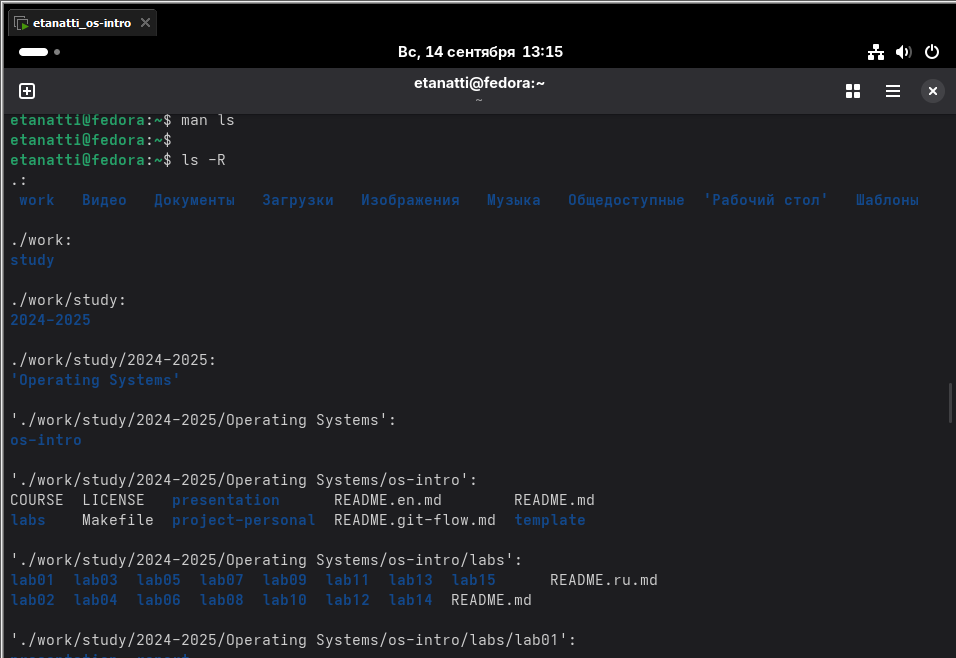 etanatti_os-intro
Вс, 14 сентября 13:15
etanatti@fedora:~
~
etanatti@fedora:~$ man ls
etanatti@fedora:~$
etanatti@fedora:~$ ls -R
.:
work Видео Документы Загрузки Изображения Музыка Общедоступные 'Рабочий стол' Шаблоны
./work:
study
./work/study:
2024-2025
./work/study/2024-2025:
'Operating Systems'
'./work/study/2024-2025/Operating Systems':
os-intro
'./work/study/2024-2025/Operating Systems/os-intro':
COURSE LICENSE presentation README.en.md README.md
labs Makefile project-personal README.git-flow.md template
'./work/study/2024-2025/Operating Systems/os-intro/labs':
lab01 lab03 lab05 lab07 lab09 lab11 lab13 lab15 README.ru.md
lab02 lab04 lab06 lab08 lab10 lab12 lab14 README.md
'./work/study/2024-2025/Operating Systems/os-intro/labs/lab01':
presentation report